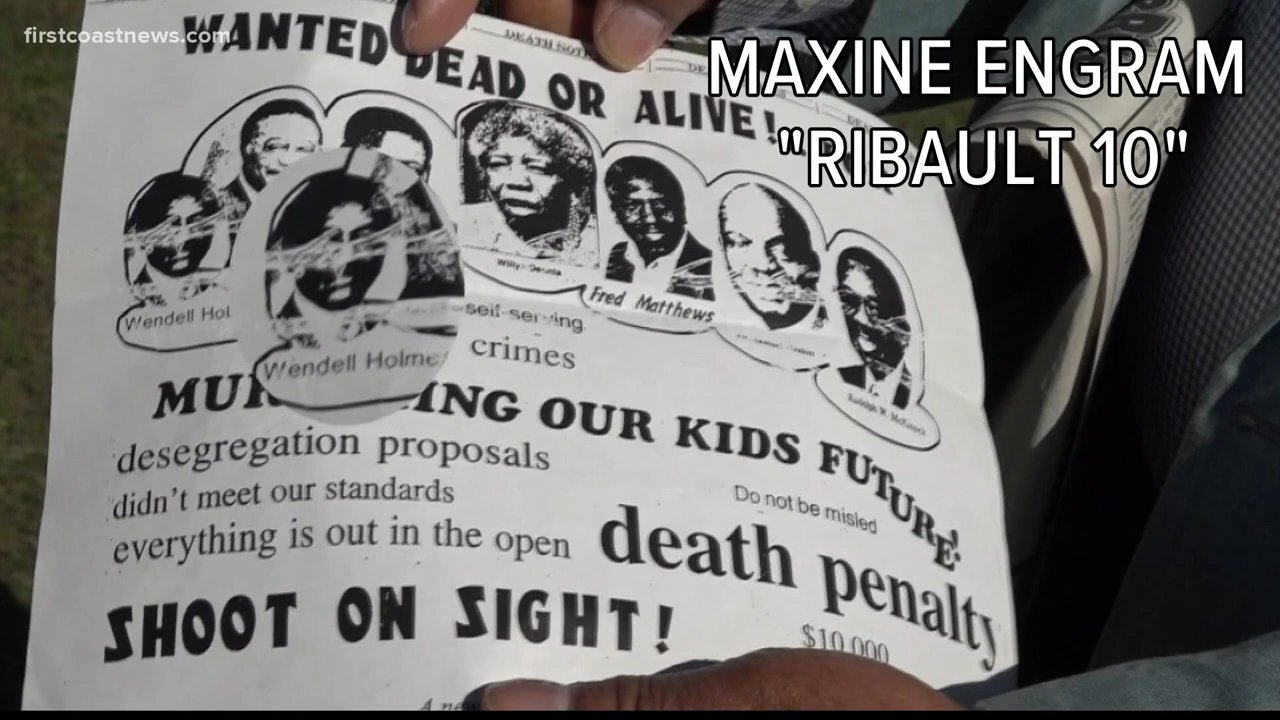 firstcoastnews.com
MAXINE ENGRAM
"RIBAULT 10"
DEATH
WANTED DEAD OR ALIVE!
Wendell Hol
Wendell Holme
Fred Matthews
self-serving
crimes
OUR KIDS FUTURE!
desegregation proposals
didn't meet our standards
everything is out in the open
Do not be misled
death penalty
SHOOT ON SIGHT!
$10,000